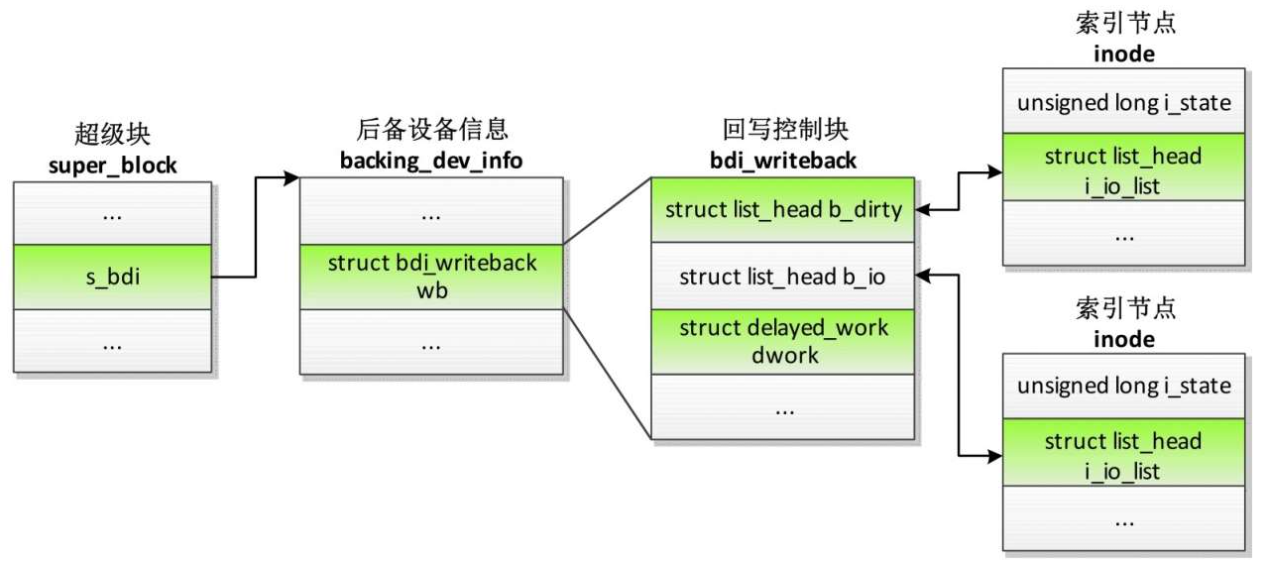 超级块
super_block
...
s_bdi
...
后备设备信息
backing_dev_info
...
struct bdi_writeback
wb
...
回写控制块
bdi_writeback
struct list_head b_dirty
struct list_head b_io
struct delayed_work
dwork
...
索引节点
inode
unsigned long i_state
struct list_head
i_io_list
...
索引节点
inode
unsigned long i_state
struct list_head
i_io_list
...